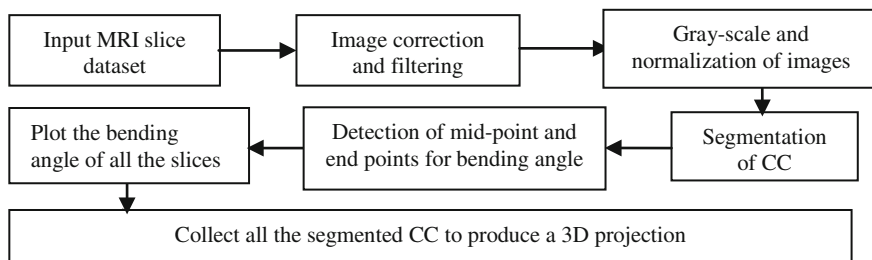 Input MRI slice
dataset
Image correction
and filtering
Gray-scale and
normalization of images
Segmentation
of CC
Detection of mid-point and
end points for bending angle
Plot the bending
angle of all the slices
Collect all the segmented CC to produce a 3D projection